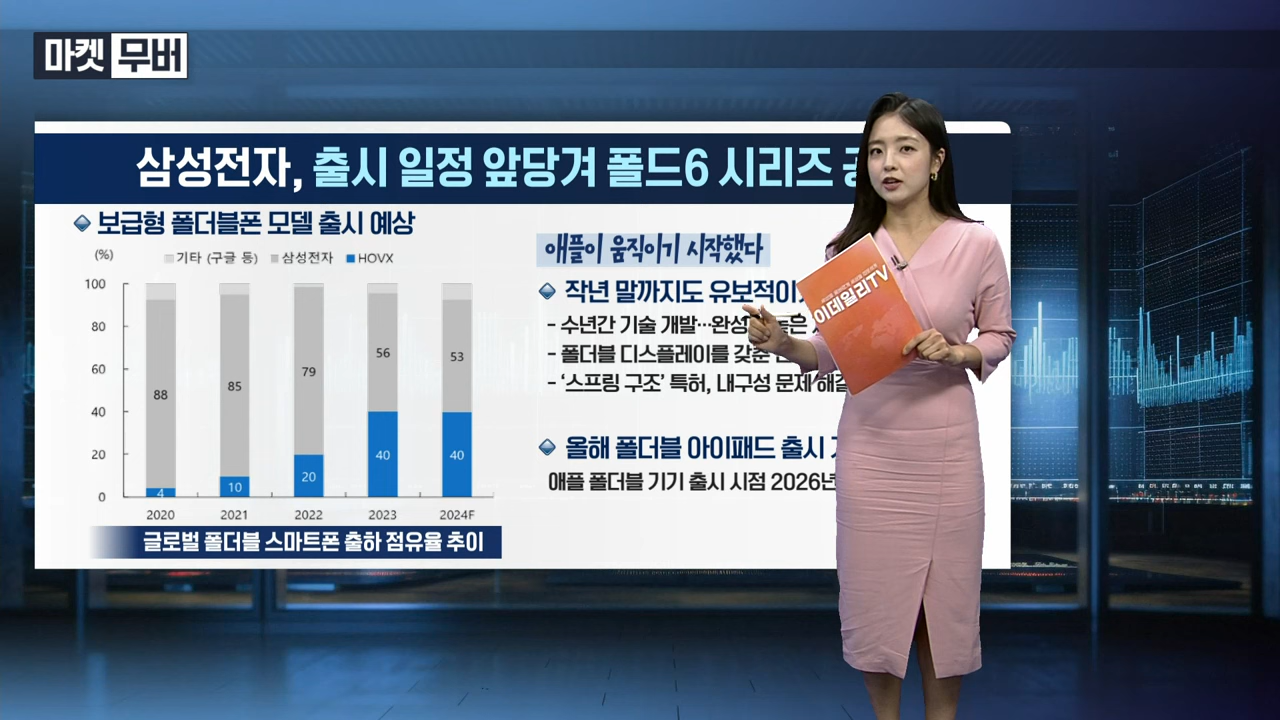 마켓 무버
삼성전자, 출시 일정 앞당겨 폴드6 시리즈
보급형 폴더블폰 모델 출시 예상
(%)
기타 (구글 등) 삼성전자 HOVX
100
80
60
40
20
0
88
85
79
56
53
4
10
20
40
40
2020 2021 2022 2023 2024F
글로벌 폴더블 스마트폰 출하 점유율 추이
애플이 움직이기 시작했다
작년 말까지도
- 수년간 기술 개발…
- 폴더블 디스플레이를 갖춘
- '스프링 구조' 특허, 내구성 문제
올해 폴더블 아이패드 출시
애플 폴더블 기기 출시 시점 2026년
이데일리TV